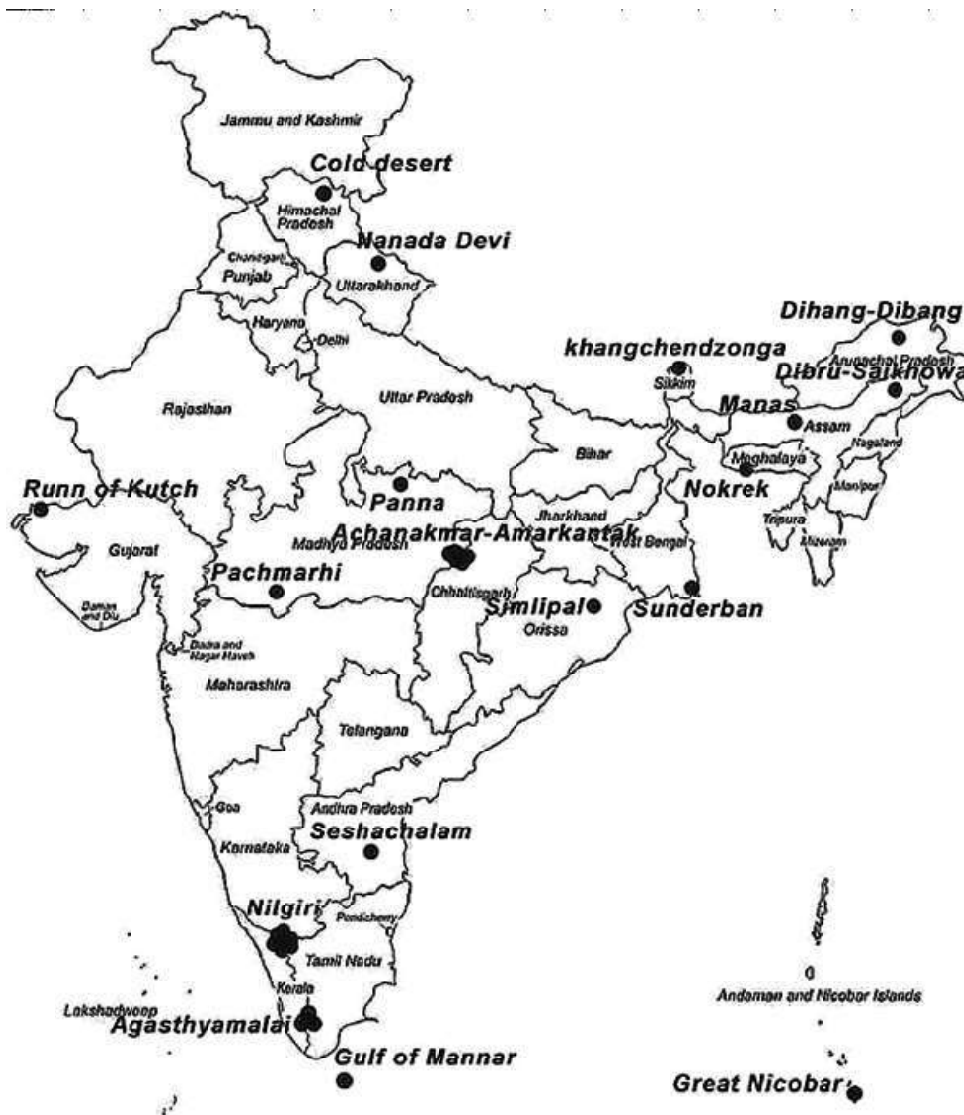 Jammu and Kashmir
Cold desert
Himachal
Pradesh
Nanada Devi
Chandigarh
Punjab
Uttarakhand
Haryana
Delhi
Dihang-Dibang
khangchendzonga
Arunachal Pradesh
Sikkim
Dibru-Saikhowa
Rajasthan
Uttar Pradesh
Manas
Assam
Nagaland
Bihar
Meghalaya
Runn of Kutch
Panna
Nokrek
Manipur
Jharkhand
Tripura
Achanakmar-Amarkantak
Madhya Pradesh
West Bengal
Mizoram
Gujarat
Pachmarhi
Chhattisgarh
Simlipal
Sunderban
Daman
and Diu
Orissa
Dadra and
Nagar Haveli
Maharashtra
Telangana
Goa
Andhra Pradesh
Seshachalam
Karnataka
Nilgiri
Pondicherry
Tamil Nadu
Kerala
Lakshadweep
Andaman and Nicobar Islands
Agasthyamalai
Gulf of Mannar
Great Nicobar